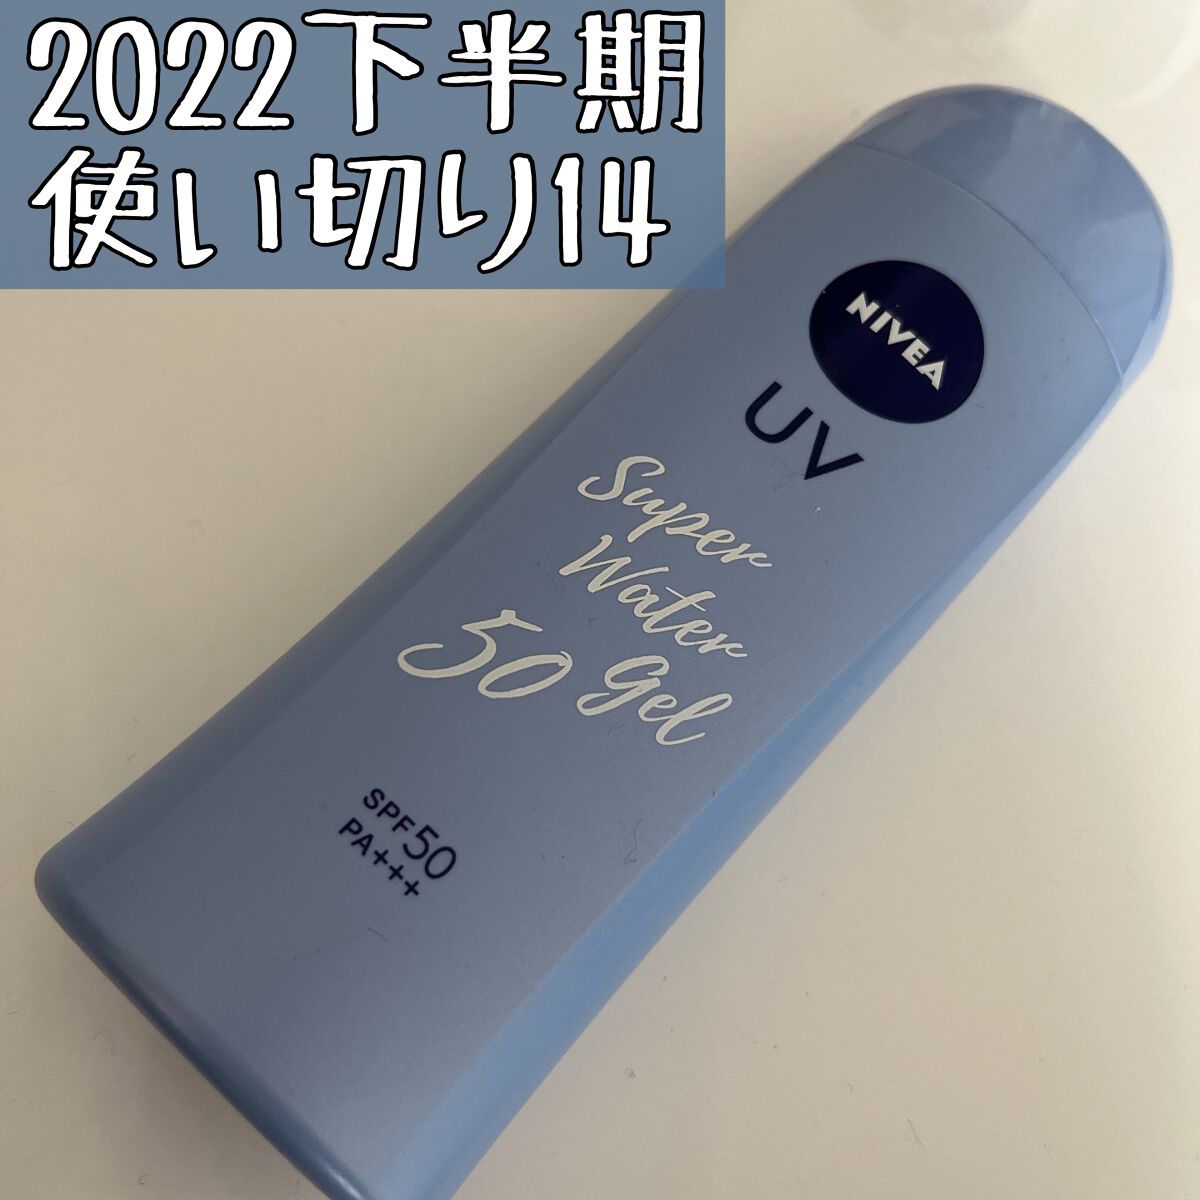 2022下半期
使い切り14
NIVEA
UV
Super
Water
50 Gel
SPF50
PA+++